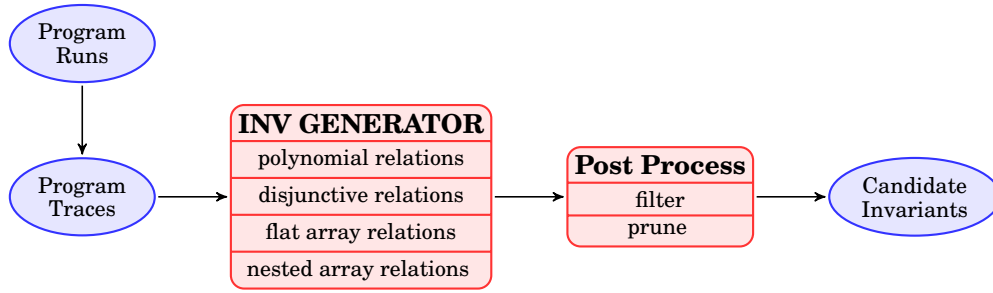 Program
Runs
Program
Traces
INV GENERATOR
polynomial relations
disjunctive relations
flat array relations
nested array relations
Post Process
filter
prune
Candidate
Invariants